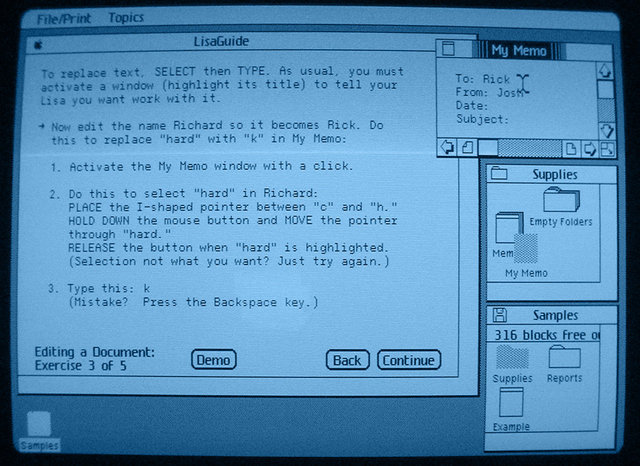 File/Print Topics
LisaGuide
To replace text, SELECT then TYPE. As usual, you must
activate a window (highlight its title) to tell your
Lisa you want work with it.
→ Now edit the name Richard so it becomes Rick. Do
this to replace "hard" with "k" in My Memo:
1. Activate the My Memo window with a click.
2. Do this to select "hard" in Richard:
PLACE the I-shaped pointer between "c" and "h."
HOLD DOWN the mouse button and MOVE the pointer
through "hard."
RELEASE the button when "hard" is highlighted.
(Selection not what you want? Just try again.)
3. Type this: k
(Mistake? Press the Backspace key.)
Editing a Document:
Exercise 3 of 5
Demo
Back
Continue
My Memo
To: Rick
From: Josh
Date:
Subject:
Supplies
Empty Folders
Mem
My Memo
Samples
316 blocks free o
Supplies
Reports
Example
Samples